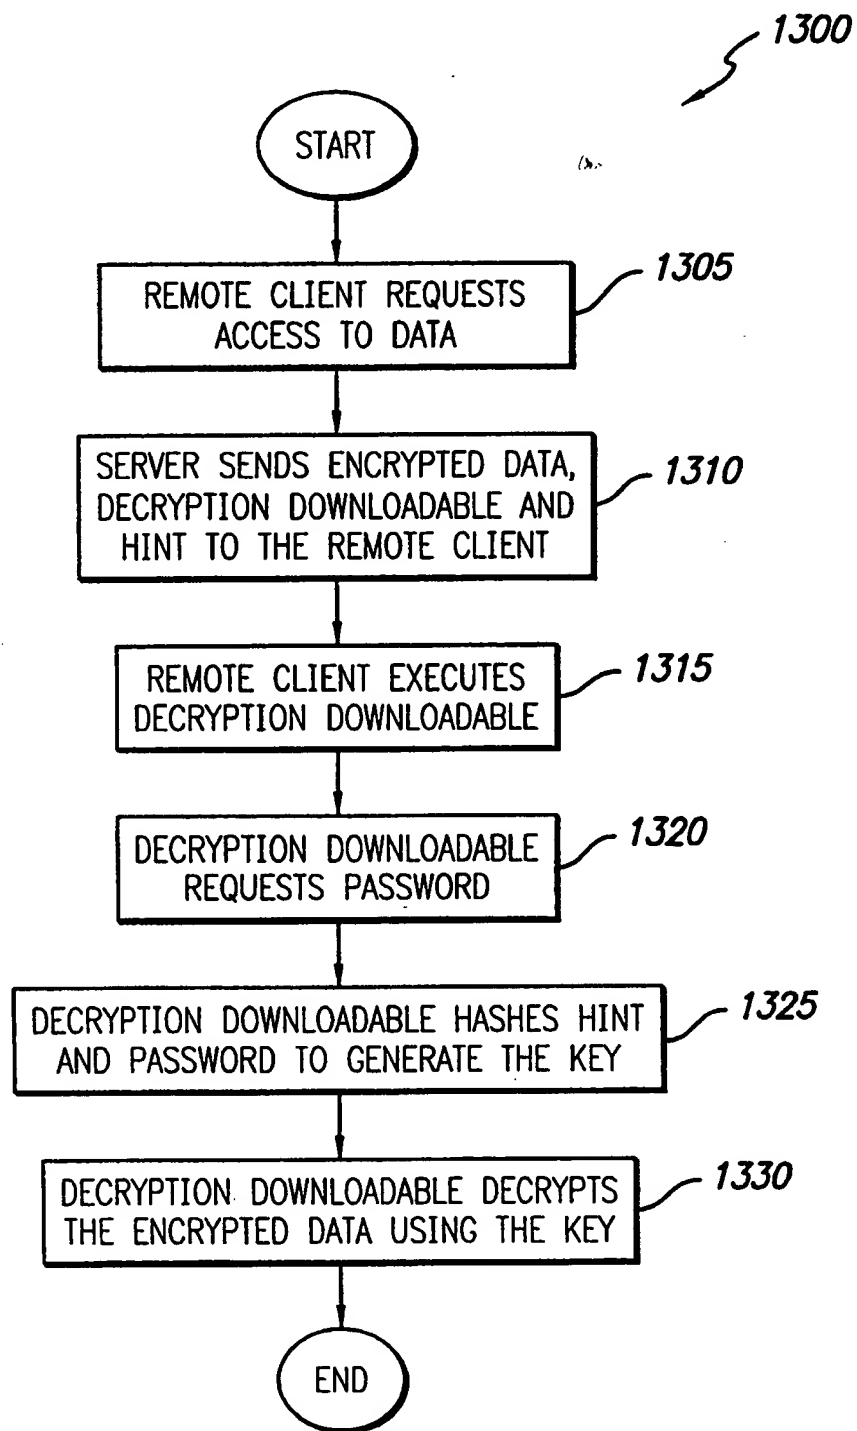 1300
START
REMOTE CLIENT REQUESTS
ACCESS TO DATA
1305
SERVER SENDS ENCRYPTED DATA,
DECRYPTION DOWNLOADABLE AND
HINT TO THE REMOTE CLIENT
1310
REMOTE CLIENT EXECUTES
DECRYPTION DOWNLOADABLE
1315
DECRYPTION DOWNLOADABLE
REQUESTS PASSWORD
1320
DECRYPTION DOWNLOADABLE HASHES HINT
AND PASSWORD TO GENERATE THE KEY
1325
DECRYPTION DOWNLOADABLE DECRYPTS
THE ENCRYPTED DATA USING THE KEY
1330
END